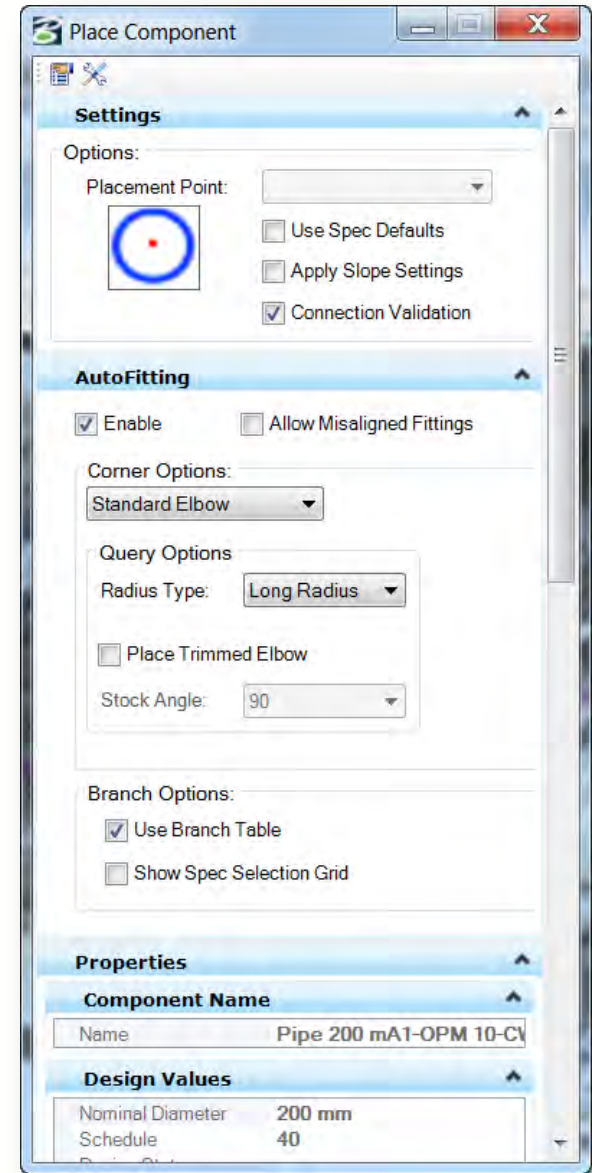 Place Component
Settings
Options:
Placement Point:
Use Spec Defaults
Apply Slope Settings
Connection Validation
AutoFitting
Enable Allow Misaligned Fittings
Corner Options:
Standard Elbow
Query Options
Radius Type: Long Radius
Place Trimmed Elbow
Stock Angle: 90
Branch Options:
Use Branch Table
Show Spec Selection Grid
Properties
Component Name
Name Pipe 200 mA1-OPM 10-CV
Design Values
Nominal Diameter 200 mm
Schedule 40